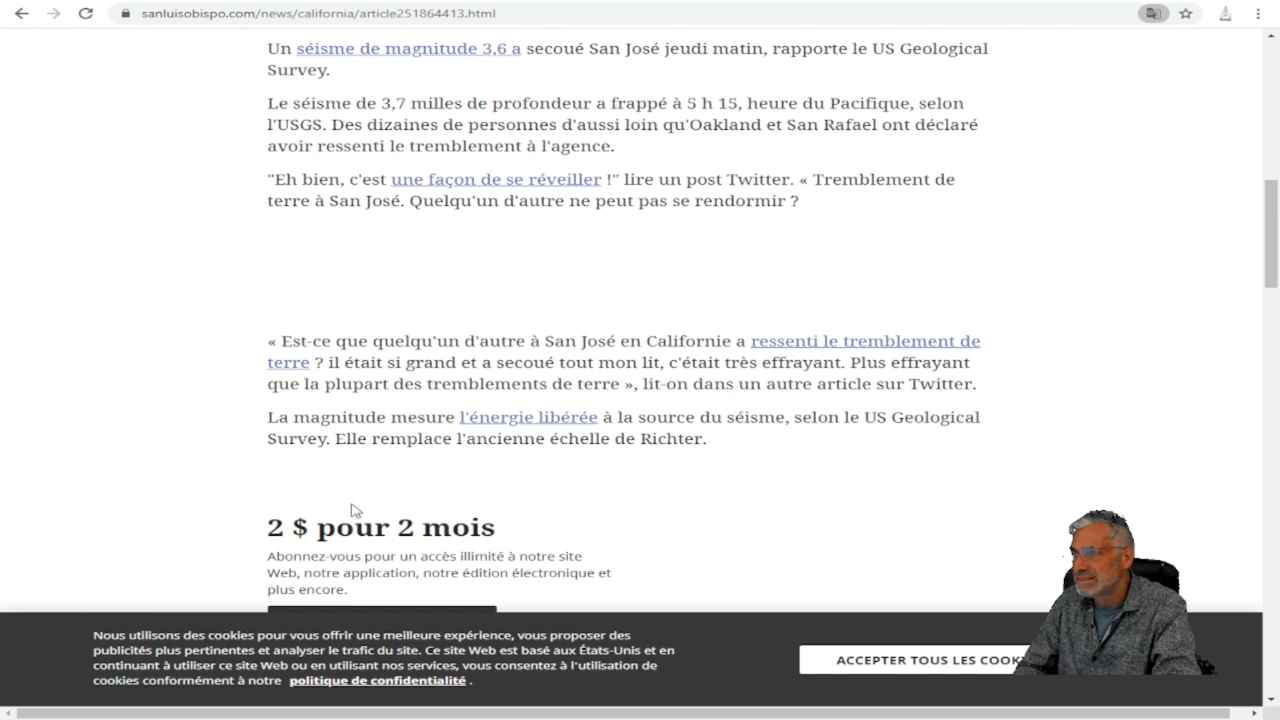 sanluisobispo.com/news/california/article251864413.html
Un séisme de magnitude 3,6 a secoué San José jeudi matin, rapporte le US Geological
Survey.
Le séisme de 3,7 milles de profondeur a frappé à 5 h 15, heure du Pacifique, selon
l'USGS. Des dizaines de personnes d'aussi loin qu'Oakland et San Rafael ont déclaré
avoir ressenti le tremblement à l'agence.
"Eh bien, c'est une façon de se réveiller !" lire un post Twitter. « Tremblement de
terre à San José. Quelqu'un d'autre ne peut pas se rendormir ?
« Est-ce que quelqu'un d'autre à San José en Californie a ressenti le tremblement de
terre ? il était si grand et a secoué tout mon lit, c'était très effrayant. Plus effrayant
que la plupart des tremblements de terre », lit-on dans un autre article sur Twitter.
La magnitude mesure l'énergie libérée à la source du séisme, selon le US Geological
Survey. Elle remplace l'ancienne échelle de Richter.
2 $ pour 2 mois
Abonnez-vous pour un accès illimité à notre site
Web, notre application, notre édition électronique et
plus encore.
Nous utilisons des cookies pour vous offrir une meilleure expérience, vous proposer des
publicités plus pertinentes et analyser le trafic du site. Ce site Web est basé aux États-Unis et en
continuant à utiliser ce site Web ou en utilisant nos services, vous consentez à l'utilisation de
cookies conformément à notre politique de confidentialité .
ACCEPTER TOUS LES COOK